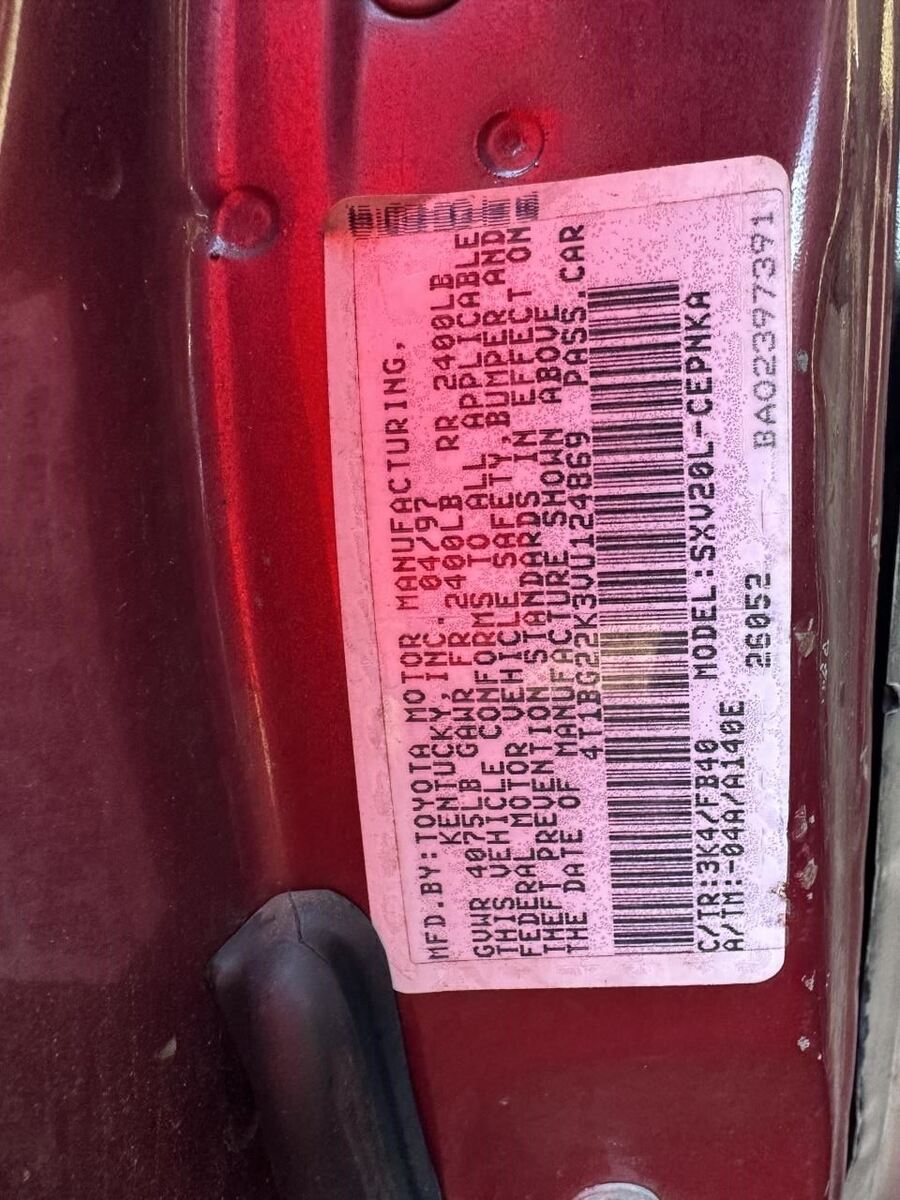 MFD.BY:TOYOTA MOTOR MANUFACTURING,
KENTUCKY,INC. 04/97
GVWR 4075LB GAWR FR 2400LB RR 2400LB
THIS VEHICLE CONFORMS TO ALL APPLICABLE
FEDERAL MOTOR VEHICLE SAFETY,BUMPER AND
THEFT PREVENTION STANDARDS IN EFFECT ON
THE DATE OF MANUFACTURE SHOWN ABOVE
4T1BG22K3VU124869 PASS.CAR
C/TR:3K4/FB40 MODEL:SXV20L-CEPNKA
A/TM:-04A/A140E 26052
BA02397391